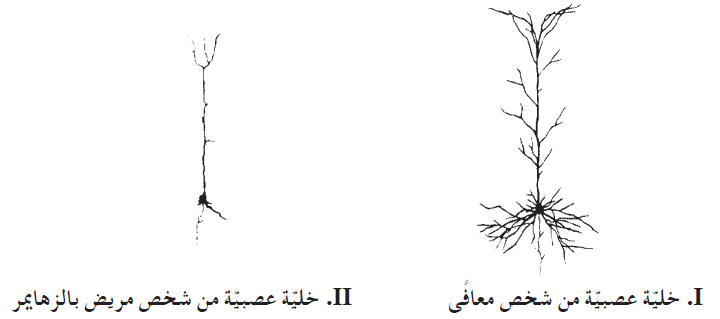 I. خليّة عصبيّة من شخص معافًى
II. خليّة عصبيّة من شخص مريض بالزهايمر